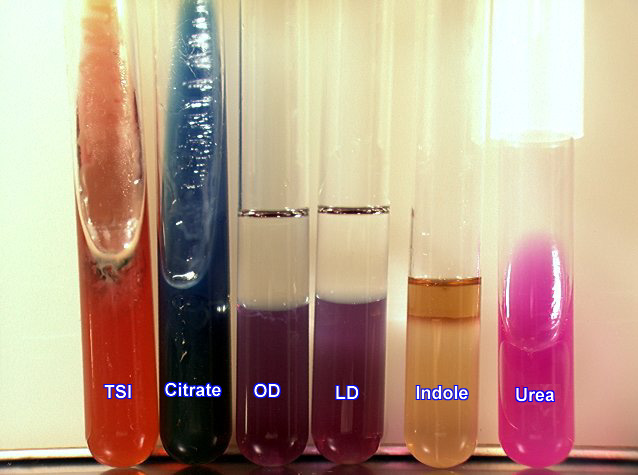 TSI
Citrate
OD
LD
Indole
Urea